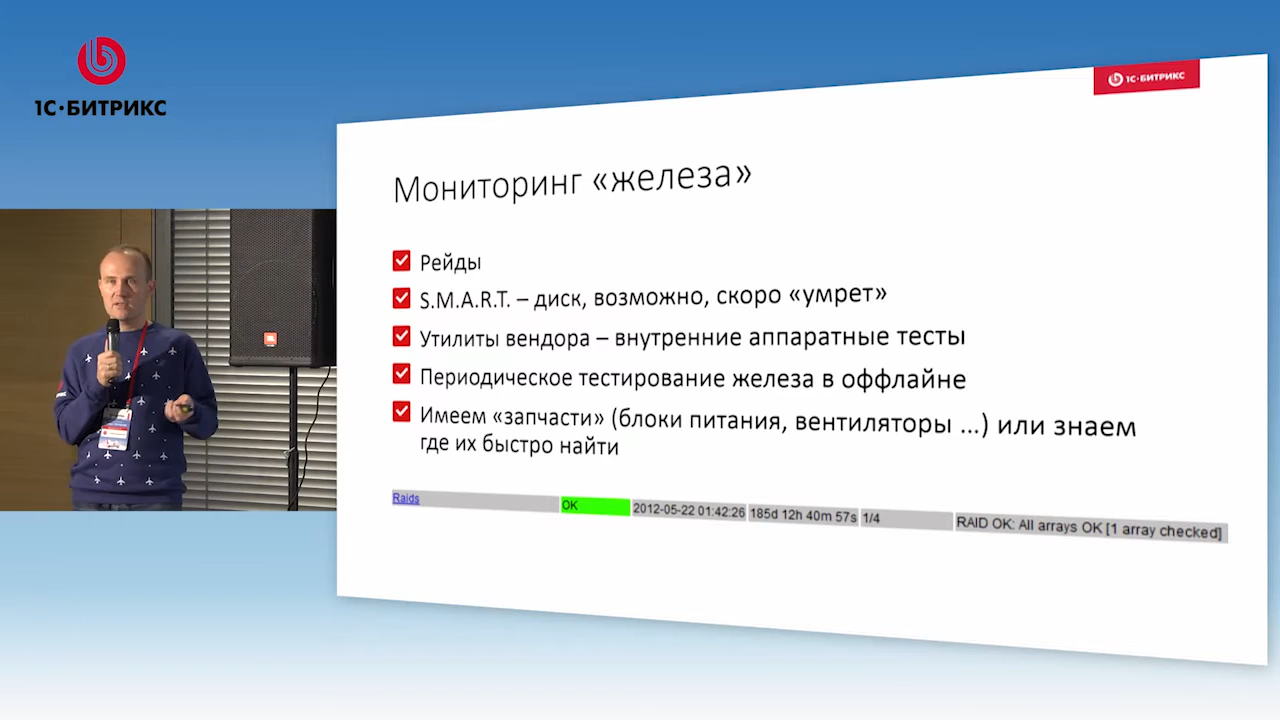 1С·БИТРИКС
1С·БИТРИКС
Мониторинг «железа»
Рейды
S.M.A.R.T. – диск, возможно, скоро «умрет»
Утилиты вендора – внутренние аппаратные тесты
Периодическое тестирование железа в оффлайне
Имеем «запчасти» (блоки питания, вентиляторы ...) или знаем
где их быстро найти
Raids OK 2012-05-22 01:42:26 185d 12h 40m 57s 1/4 RAID OK: All arrays OK [1 array checked]
JBL